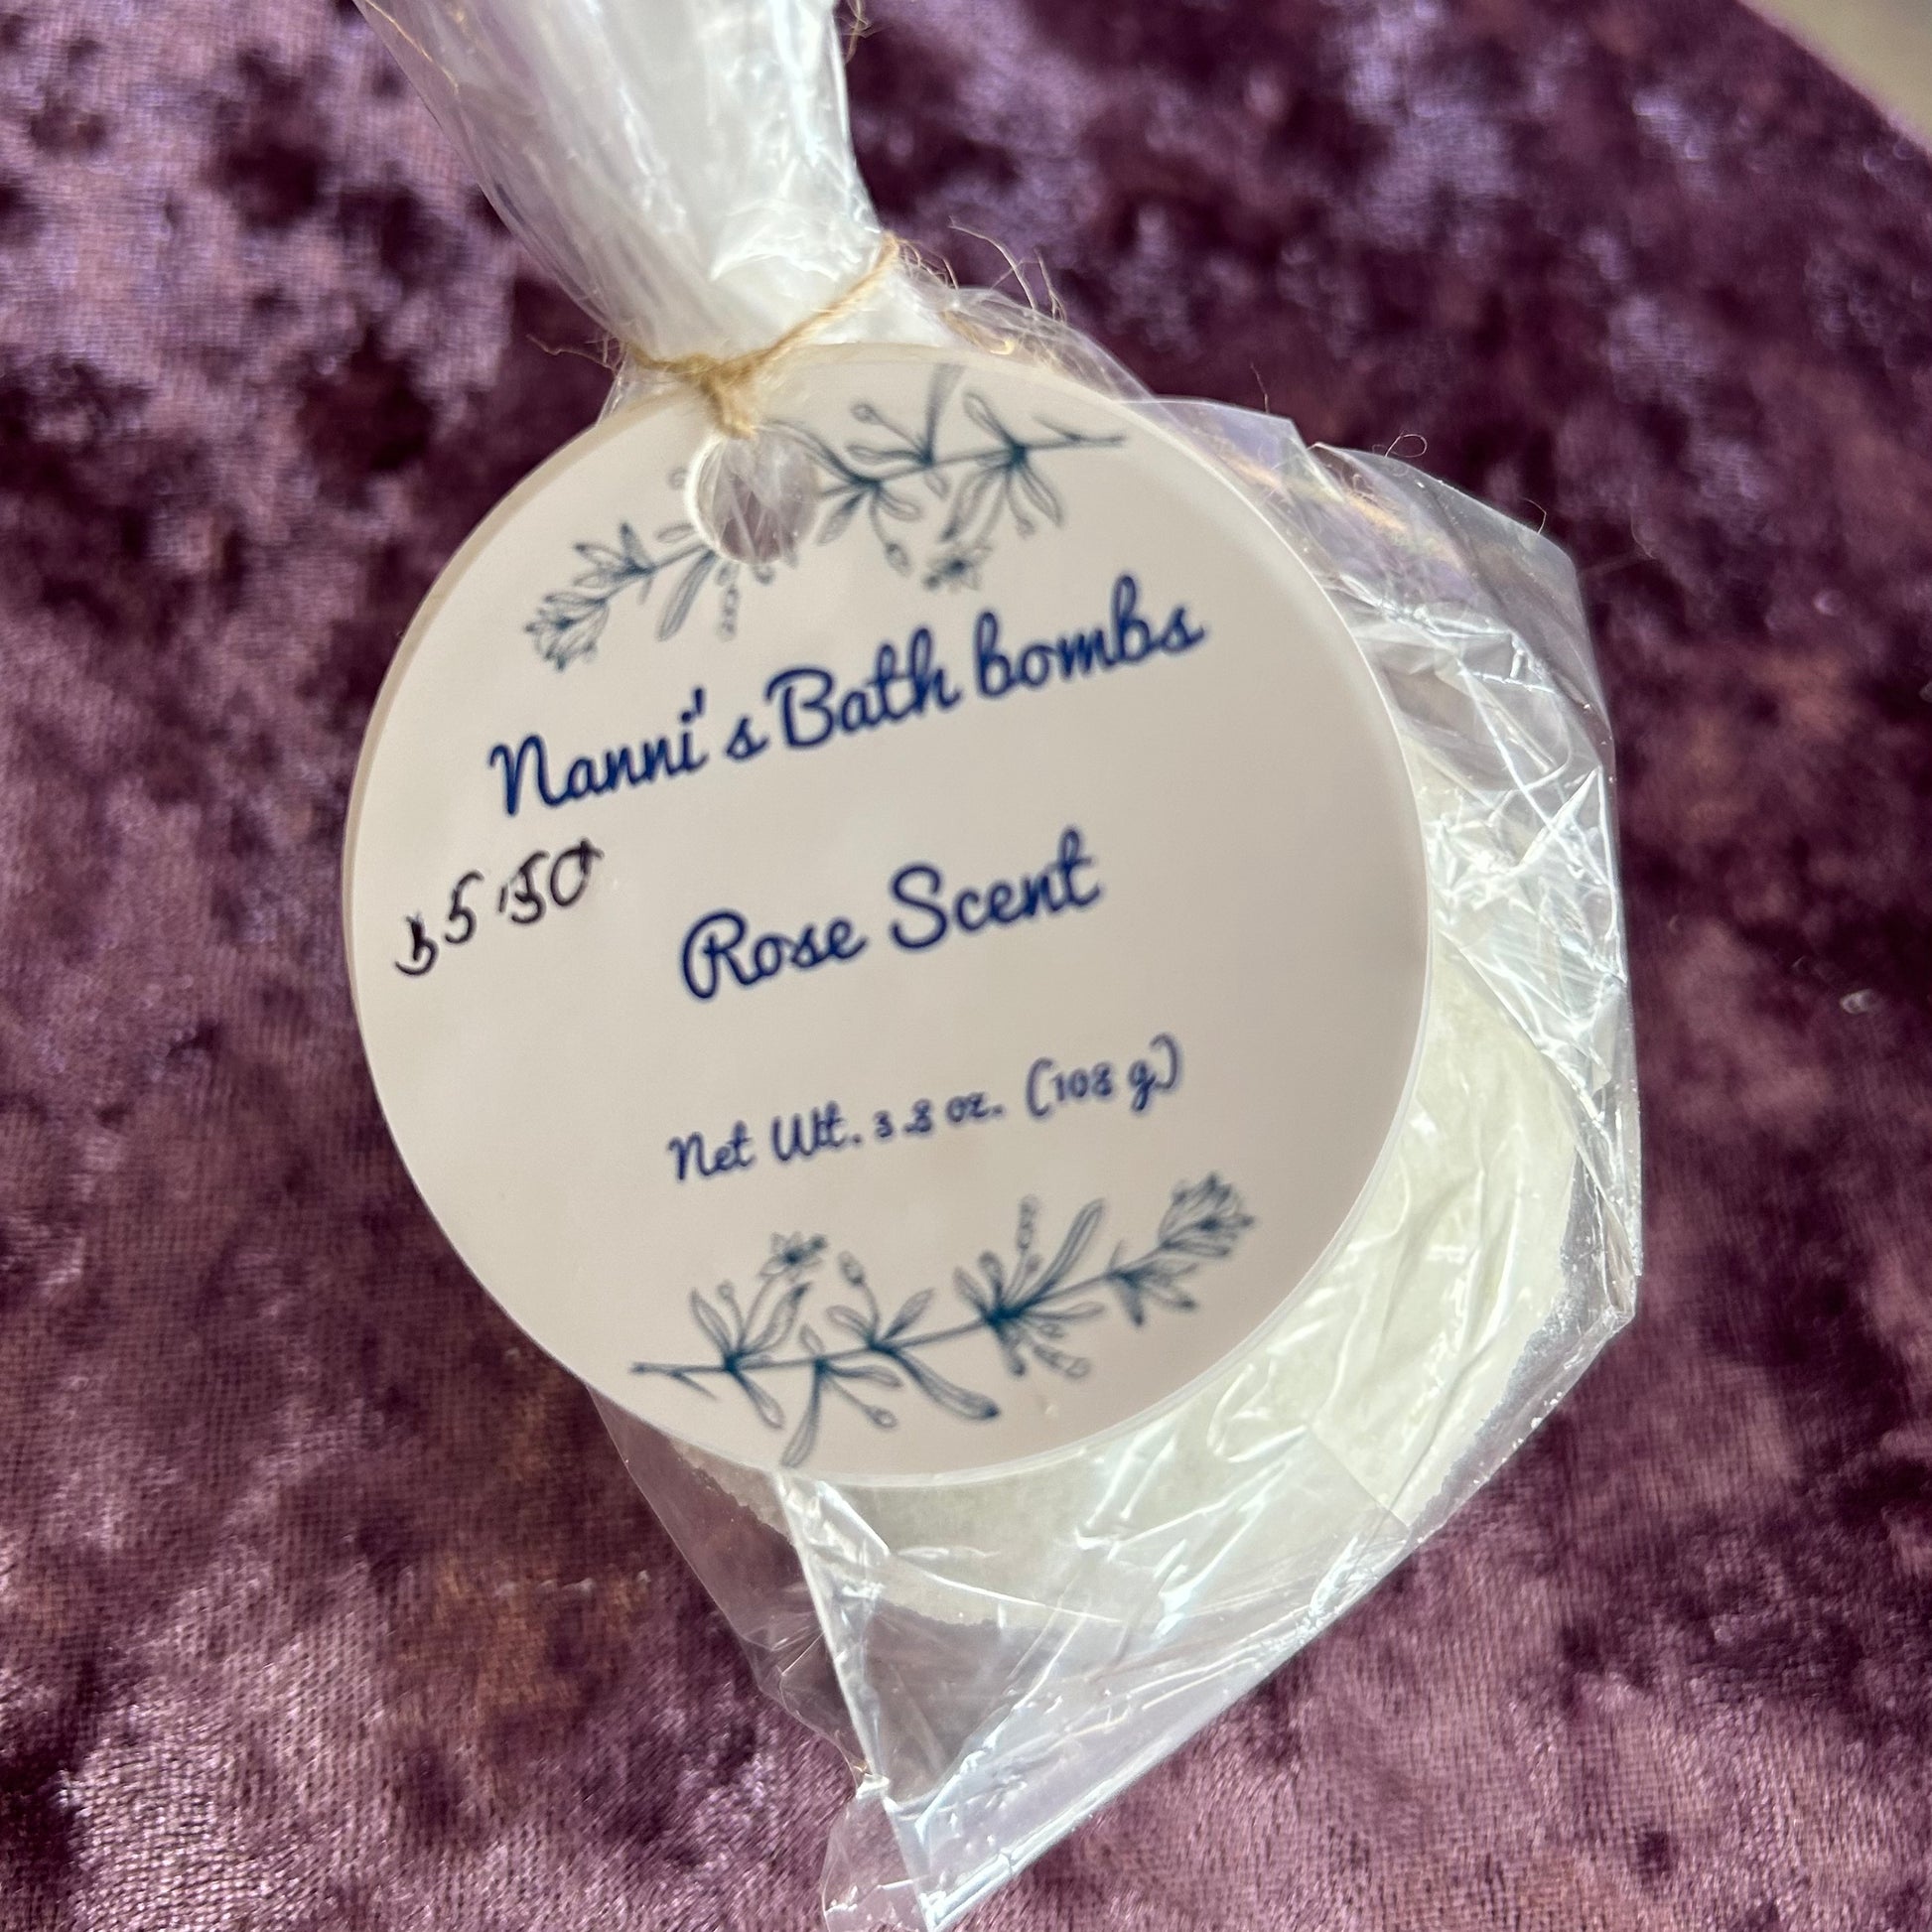 Nanni's Bath bombs
$5.50
Rose Scent
Net Wt. 3.8 oz. (108 g)